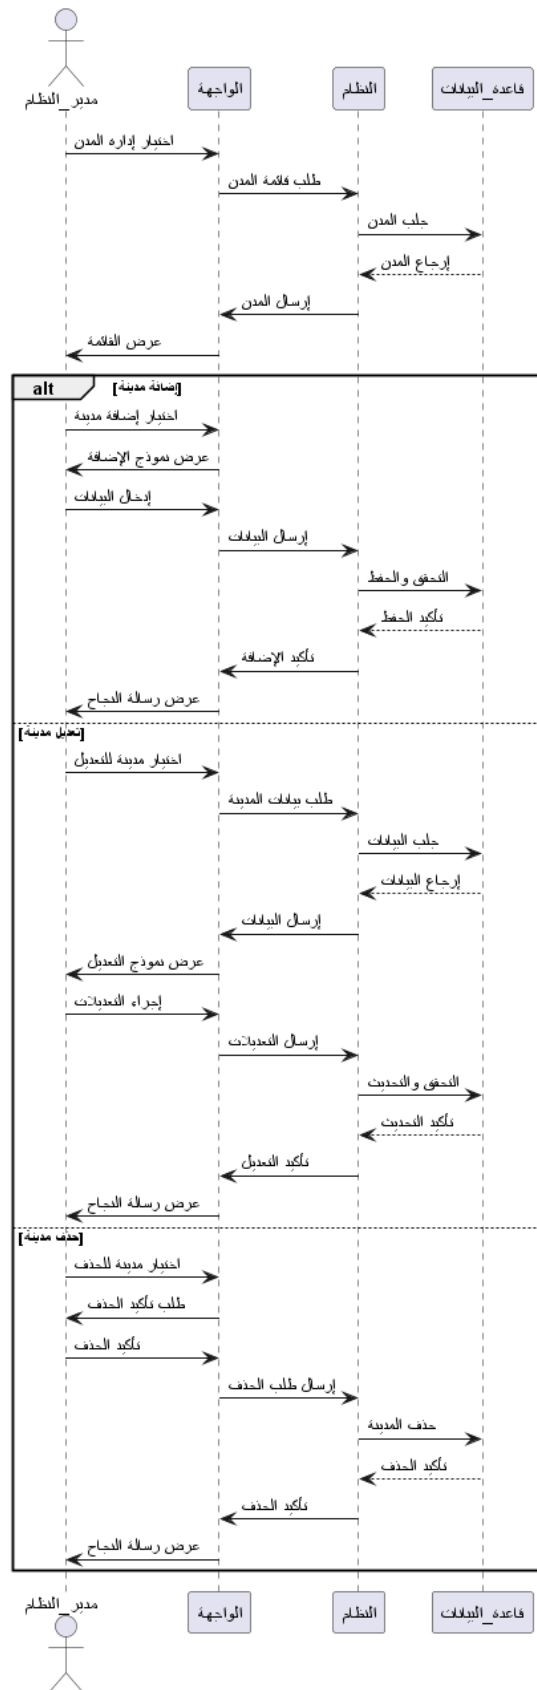 مدير_النظام
الواجهة
النظام
قاعدة_البيانات
اختيار إدارة المدن
طلب قائمة المدن
جلب المدن
إرجاع المدن
إرسال المدن
عرض القائمة
alt [إضافة مدينة]
اختيار إضافة مدينة
عرض نموذج الإضافة
إدخال البيانات
إرسال البيانات
التحقق والحفظ
تأكيد الحفظ
تأكيد الإضافة
عرض رسالة النجاح
[تعديل مدينة]
اختيار مدينة للتعديل
طلب بيانات المدينة
جلب البيانات
إرجاع البيانات
إرسال البيانات
عرض نموذج التعديل
إجراء التعديلات
إرسال التعديلات
التحقق والتحديث
تأكيد التحديث
تأكيد التعديل
عرض رسالة النجاح
[حذف مدينة]
اختيار مدينة للحذف
طلب تأكيد الحذف
تأكيد الحذف
إرسال طلب الحذف
حذف المدينة
تأكيد الحذف
تأكيد الحذف
عرض رسالة النجاح
مدير_النظام
الواجهة
النظام
قاعدة_البيانات